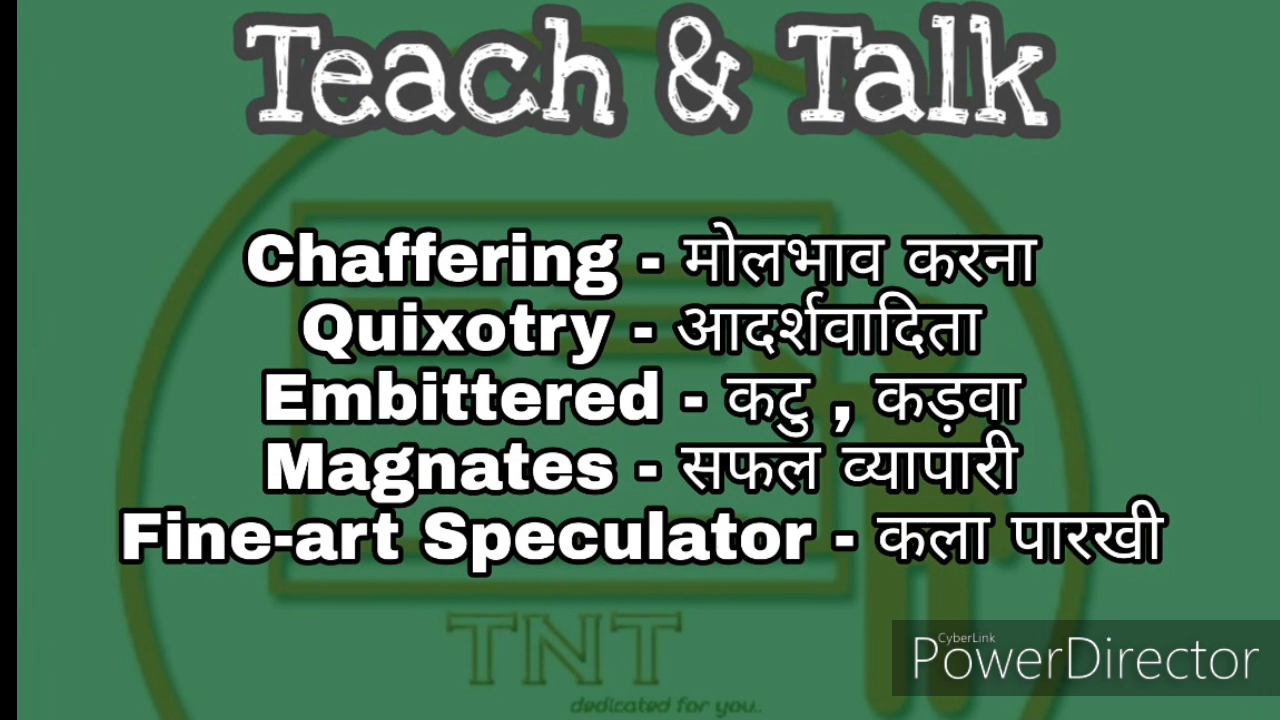 Teach & Talk
Chaffering - मोलभाव करना
Quixotry - आदर्शवादिता
Embittered - कटु , कड़वा
Magnates - सफल व्यापारी
Fine-art Speculator - कला पारखी
TNT
dedicated for you..
CyberLink
PowerDirector